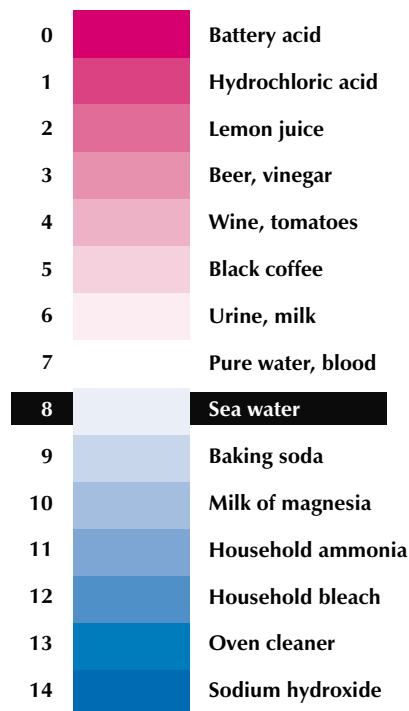 0 Battery acid
1 Hydrochloric acid
2 Lemon juice
3 Beer, vinegar
4 Wine, tomatoes
5 Black coffee
6 Urine, milk
7 Pure water, blood
8 Sea water
9 Baking soda
10 Milk of magnesia
11 Household ammonia
12 Household bleach
13 Oven cleaner
14 Sodium hydroxide